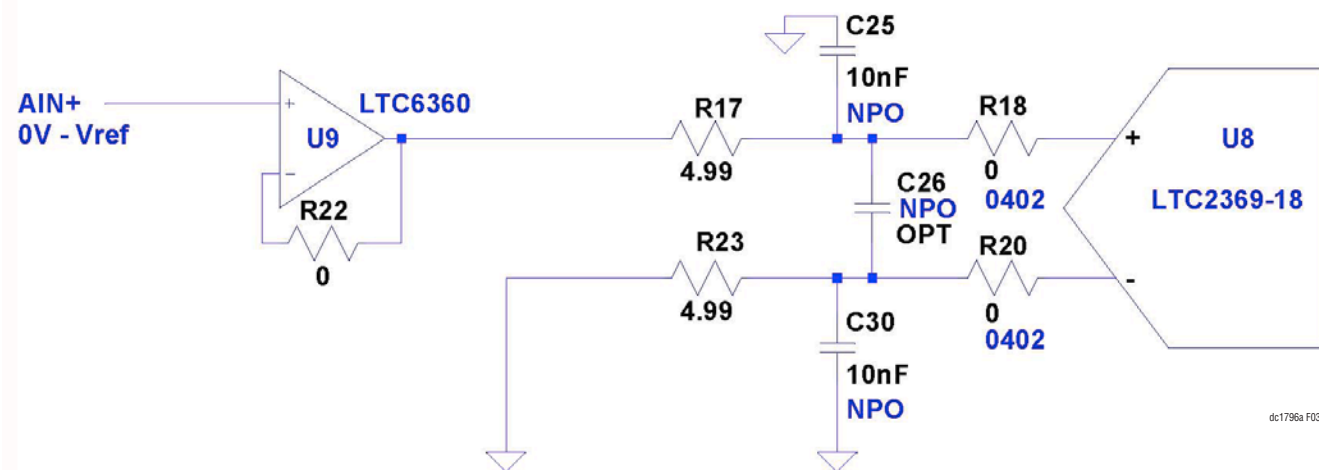 C25
10nF
NPO
AIN+
0V - Vref
+
-
U9
LTC6360
R22
0
R17
4.99
C26
NPO
OPT
R18
0
0402
+
-
U8
LTC2369-18
R23
4.99
R20
0
0402
C30
10nF
NPO
dc1796a F03